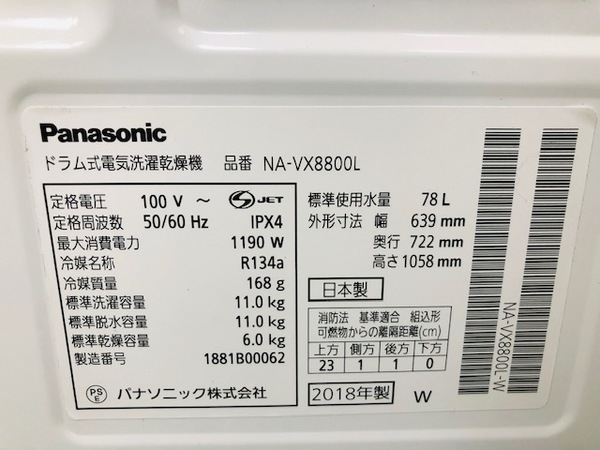 Panasonic
ドラム式電気洗濯乾燥機 品番 NA-VX8800L
定格電圧 100 V ～ S JET
定格周波数 50/60 Hz IPX4
最大消費電力 1190 W
冷媒名称 R134a
冷媒質量 168 g
標準洗濯容量 11.0 kg
標準脱水容量 11.0 kg
標準乾燥容量 6.0 kg
製造番号 1881B00062
PS E パナソニック株式会社
標準使用水量 78 L
外形寸法 幅 639 mm
奥行 722 mm
高さ 1058 mm
日本製
消防法 基準適合 組込形
可燃物からの離隔距離(cm)
上方 側方 後方 下方
23 1 1 0
2018年製 W
NA-VX8800L-W